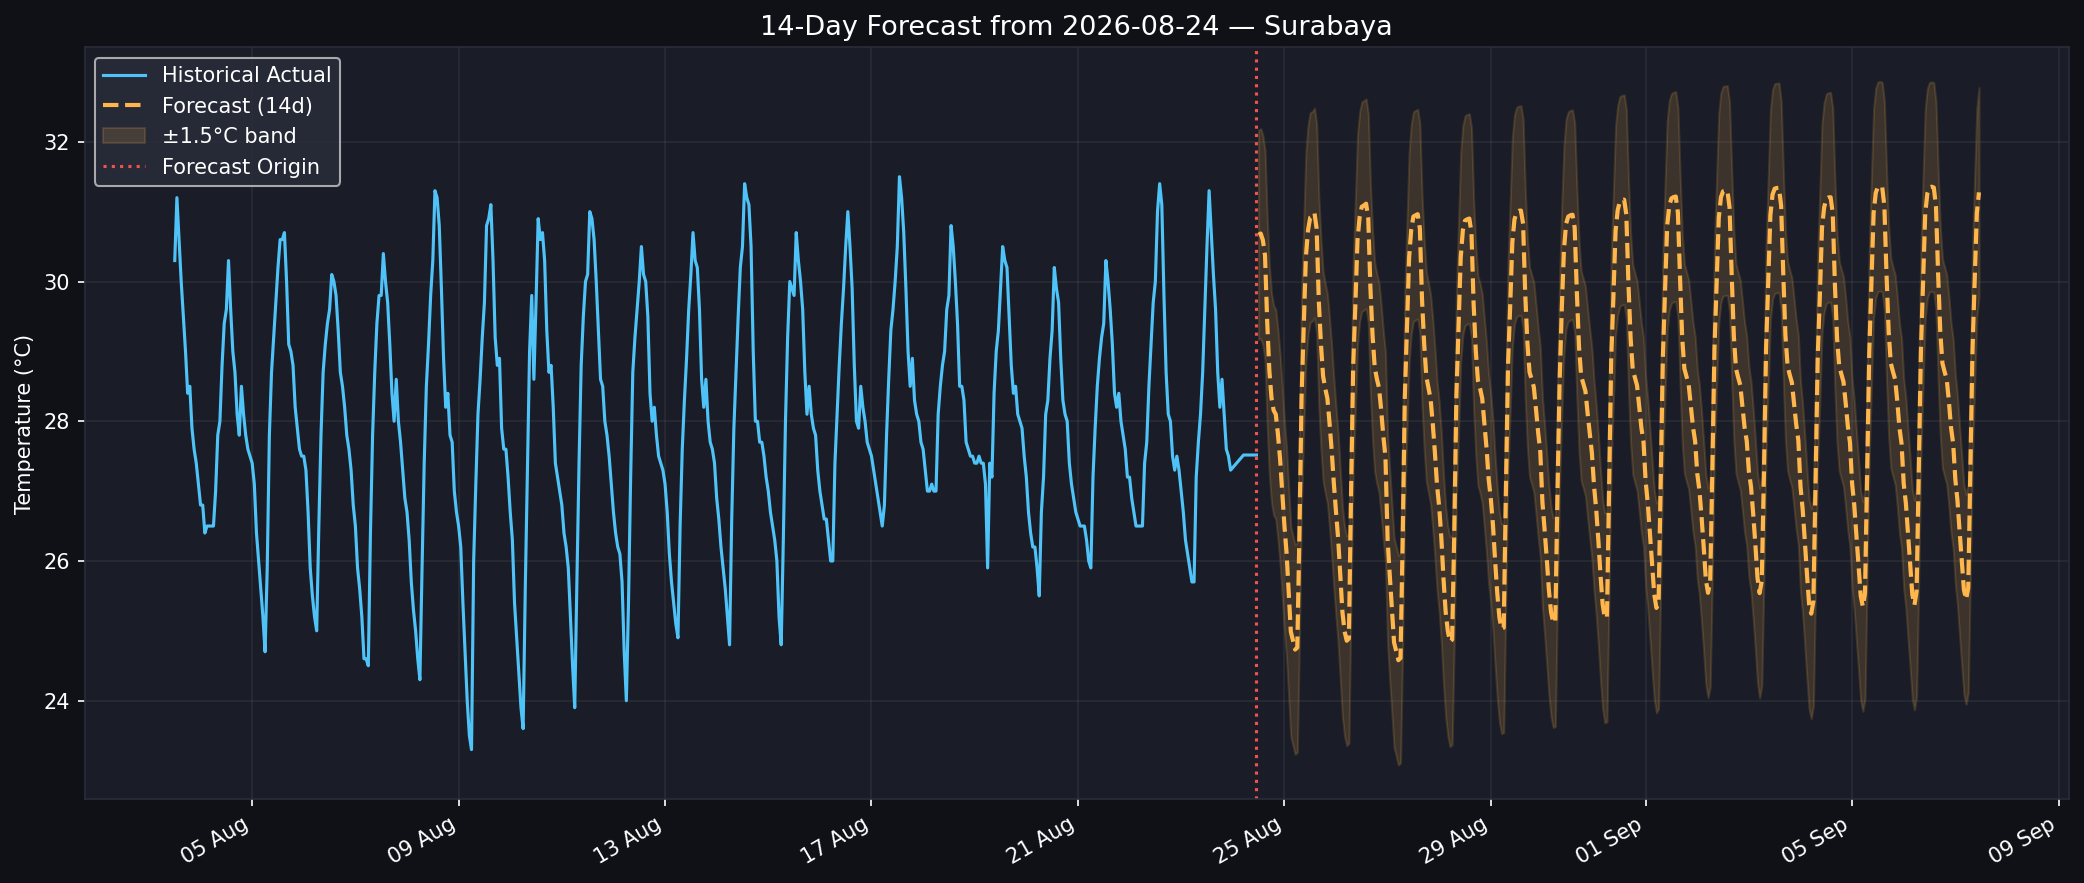 14-Day Forecast from 2026-08-24 — Surabaya
Historical Actual
Forecast (14d)
±1.5°C band
Forecast Origin
Temperature (°C)
32
30
28
26
24
05 Aug
09 Aug
13 Aug
17 Aug
21 Aug
25 Aug
29 Aug
01 Sep
05 Sep
09 Sep